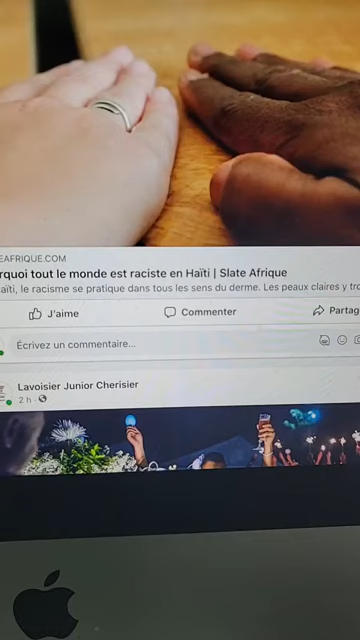 EAFRIQUE.COM
rquoi tout le monde est raciste en Haïti | Slate Afrique
aïti, le racisme se pratique dans tous les sens du derme. Les peaux claires y tro
J'aime
Commenter
Partag
Écrivez un commentaire...
Lavoisier Junior Cherisier
2 h